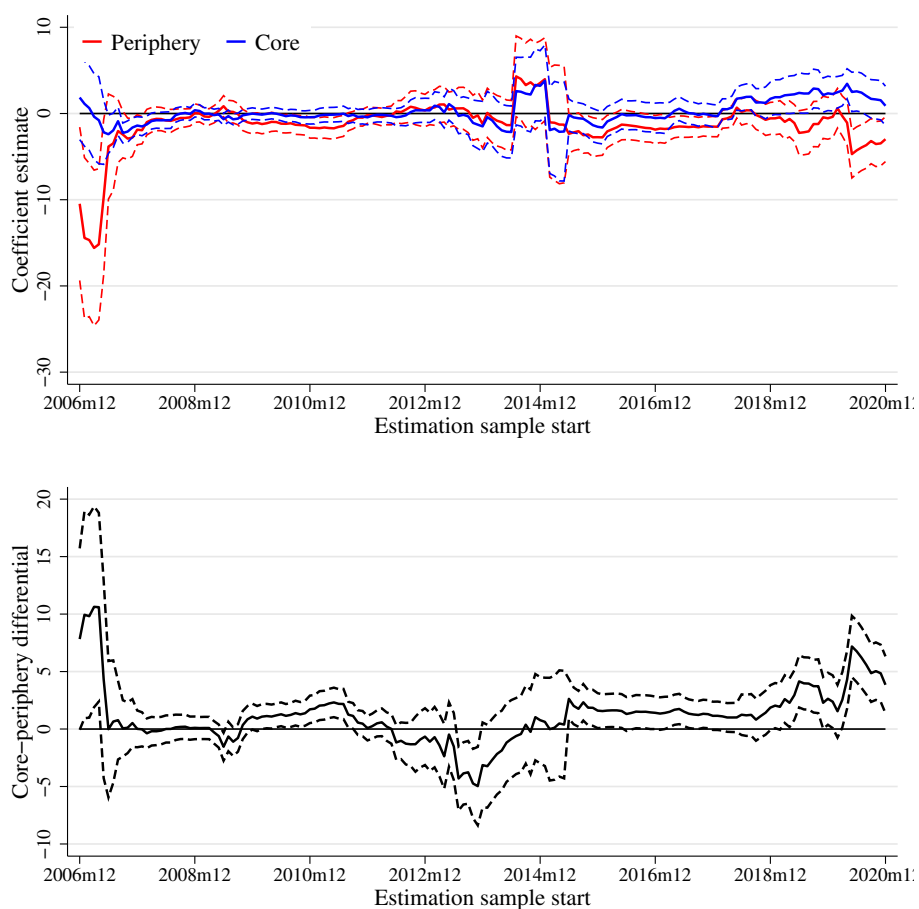 10
Periphery
Core
0
−10
−20
−30
Coefficient estimate
2006m12
2008m12
2010m12
2012m12
2014m12
2016m12
2018m12
2020m12
Estimation sample start
20
15
10
5
0
−5
−10
Core−periphery differential
2006m12
2008m12
2010m12
2012m12
2014m12
2016m12
2018m12
2020m12
Estimation sample start